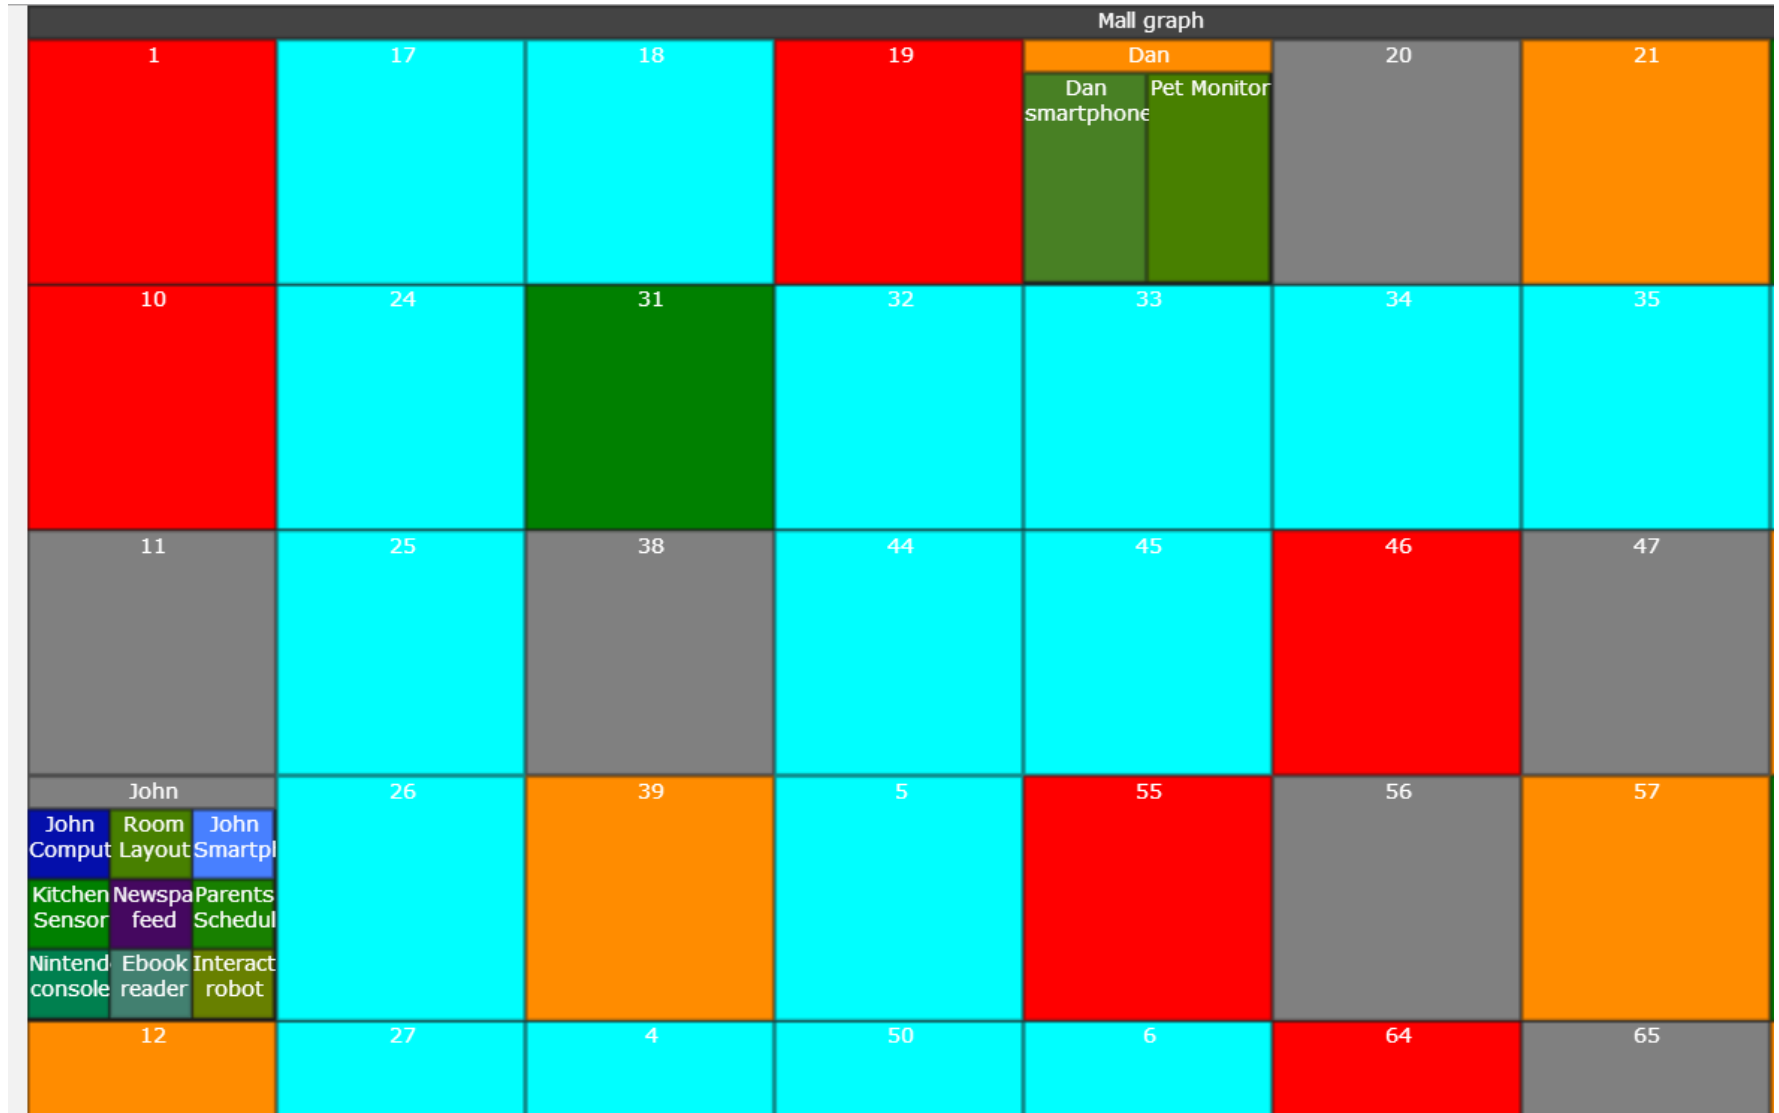 Mall graph
1 17 18 19 Dan 20 21
Dan Pet Monitor
smartphone
10 24 31 32 33 34 35
11 25 38 44 45 46 47
John 26 39 5 55 56 57
John Room John
Comput Layout Smartpl
Kitchen Newspa Parents
Sensor feed Schedul
Nintend Ebook Interact
console reader robot
12 27 4 50 6 64 65